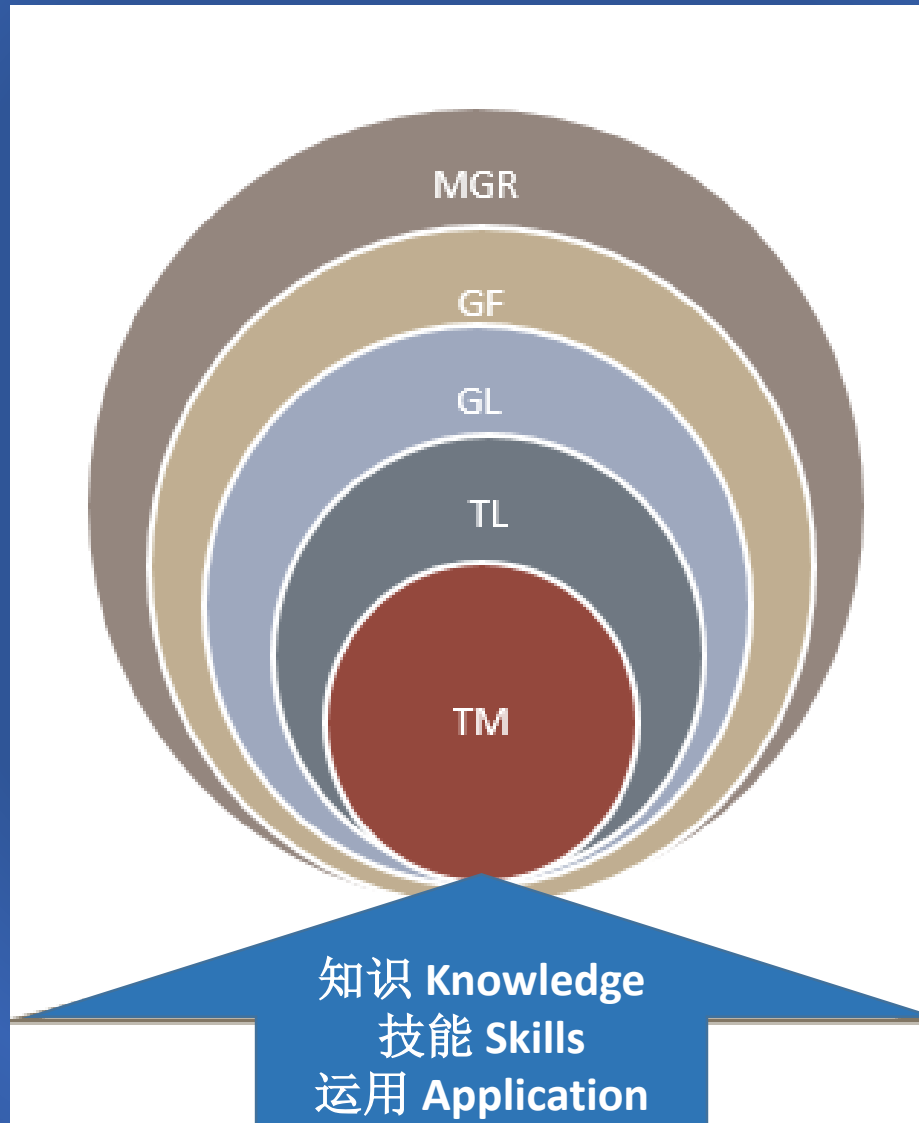 MGR
GF
GL
TL
TM
知识 Knowledge
技能 Skills
运用 Application